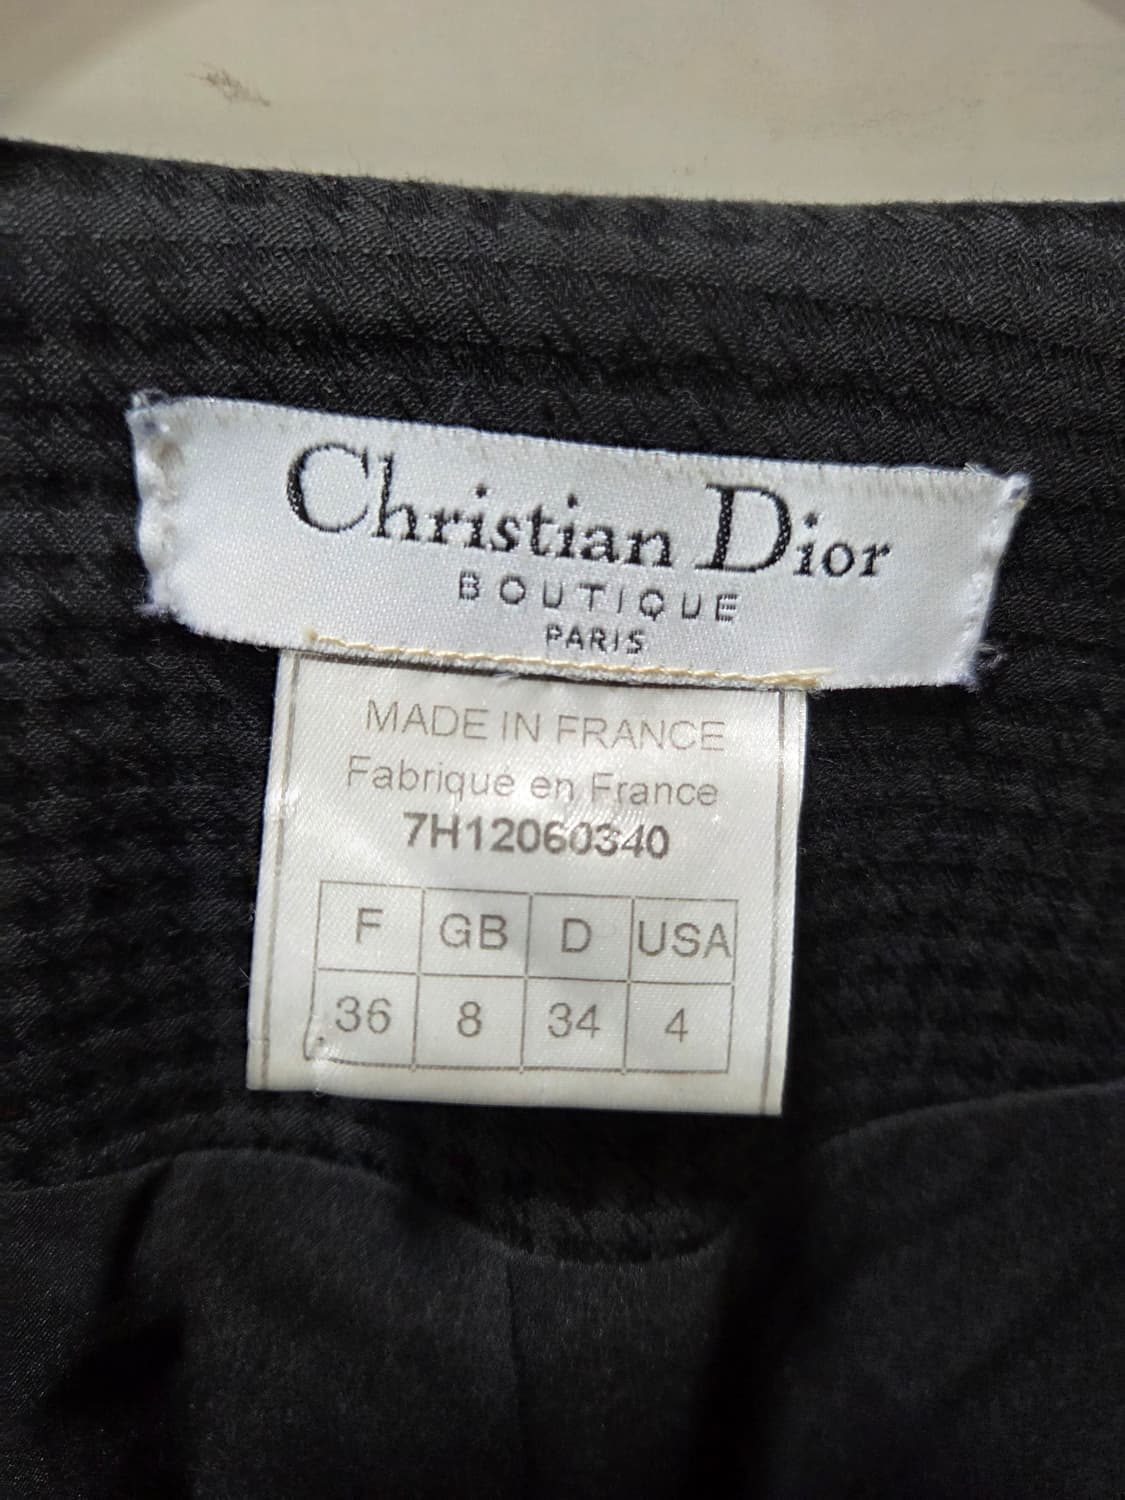 Christian Dior
BOUTIQUE
PARIS
MADE IN FRANCE
Fabriqué en France
7H12060340
F GB D USA
36 8 34 4